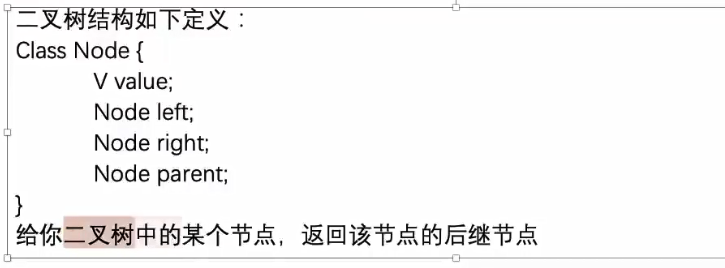 二叉树结构如下定义：
Class Node {
V value;
Node left;
Node right;
Node parent;
}
给你二叉树中的某个节点，返回该节点的后继节点